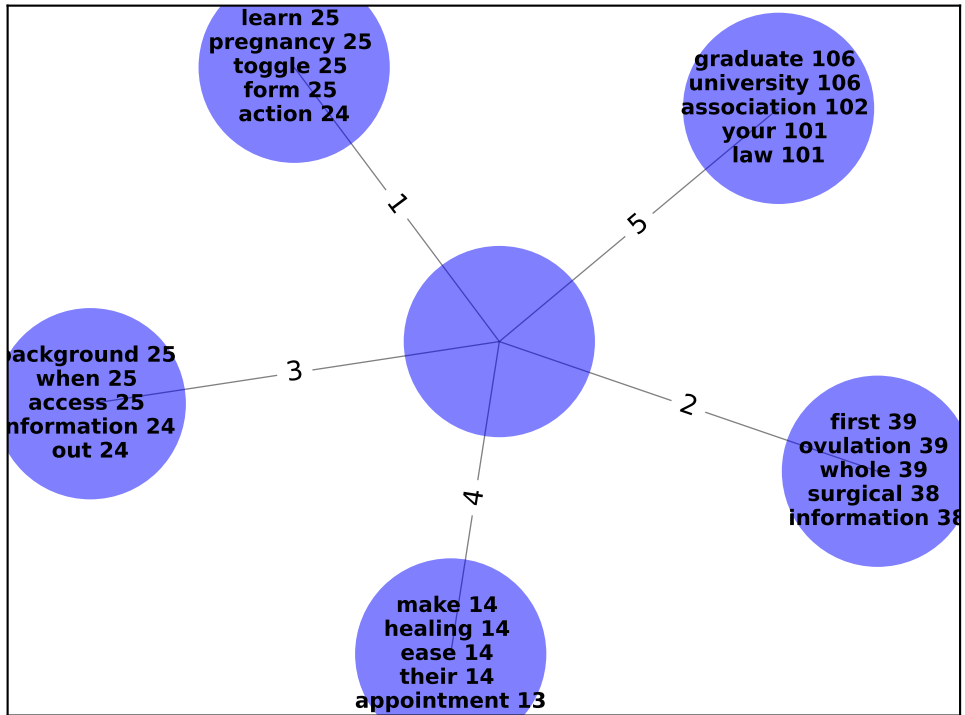 learn 25
pregnancy 25
toggle 25
form 25
action 24
graduate 106
university 106
association 102
your 101
law 101
1
5
3
2
4
ackground 25
when 25
access 25
nformation 24
out 24
first 39
ovulation 39
whole 39
surgical 38
information 38
make 14
healing 14
ease 14
their 14
appointment 13